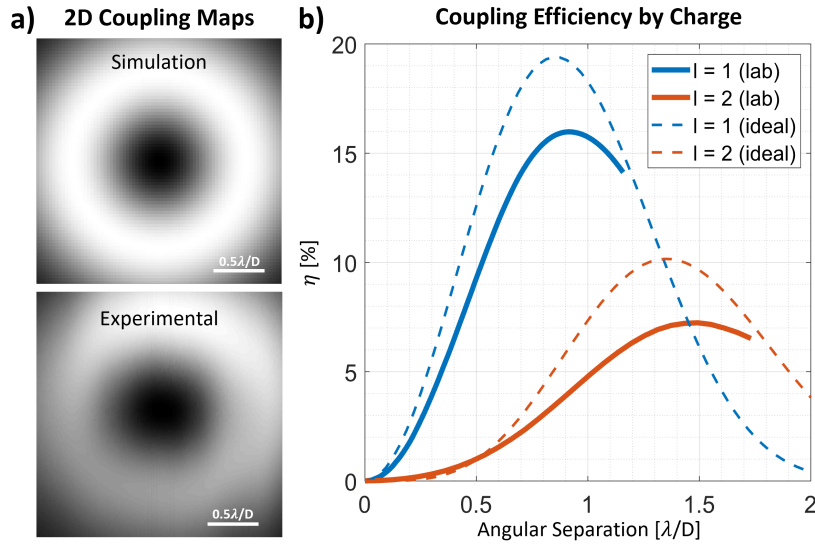 a)
2D Coupling Maps
Simulation
0.5λ/D
Experimental
0.5λ/D
b)
Coupling Efficiency by Charge
20
15
10
5
0
η [%]
l = 1 (lab)
l = 2 (lab)
l = 1 (ideal)
l = 2 (ideal)
0
0.5
1
1.5
2
Angular Separation [λ/D]